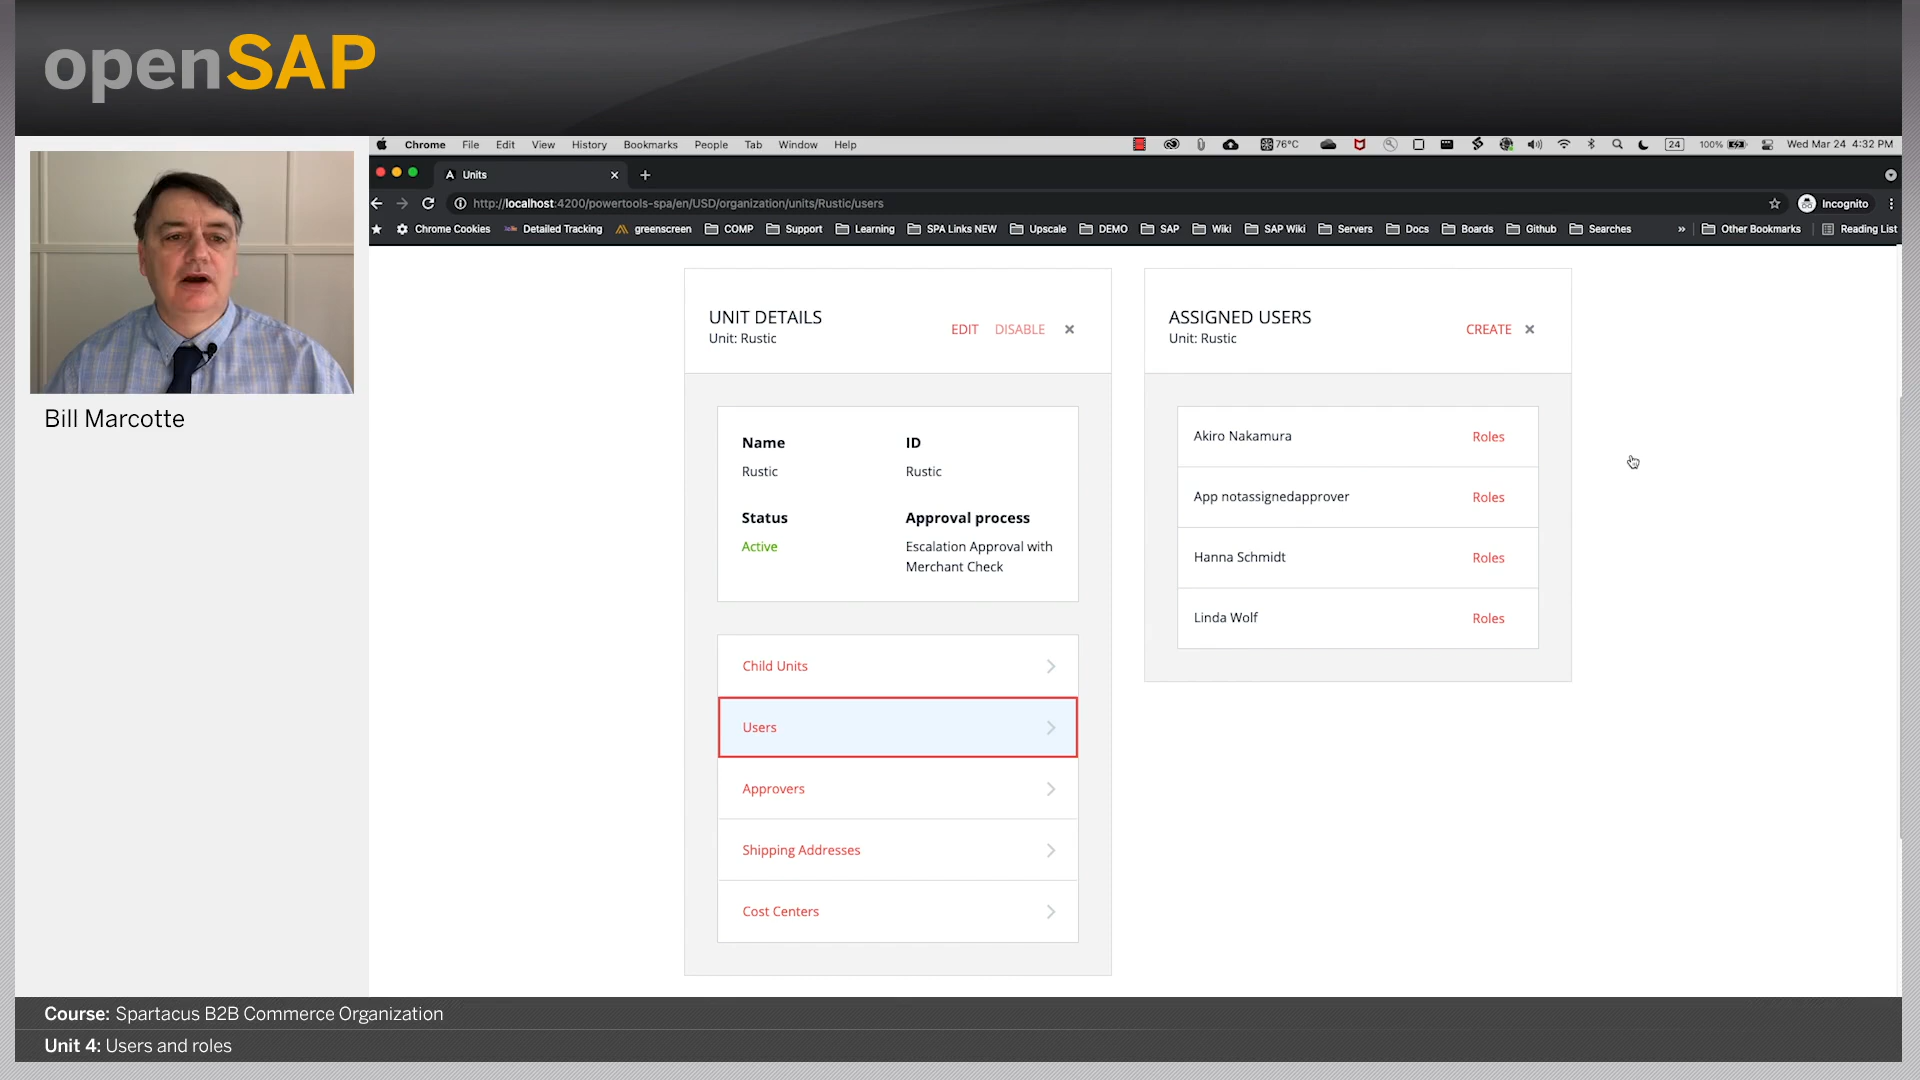 openSAP
Chrome File Edit View History Bookmarks People Tab Window Help 76°C 24 100% Wed Mar 24 4:32 PM
Units
http://localhost:4200/powertools-spa/en/USD/organization/units/Rustic/users Incognito
Chrome Cookies Detailed Tracking greenscreen COMP Support Learning SPA Links NEW Upscale DEMO SAP Wiki SAP Wiki Servers Docs Boards Github Searches » Other Bookmarks Reading List
Bill Marcotte
UNIT DETAILS
Unit: Rustic
EDIT DISABLE
Name ID
Rustic Rustic
Status Approval process
Active Escalation Approval with
Merchant Check
Child Units
Users
Approvers
Shipping Addresses
Cost Centers
ASSIGNED USERS
Unit: Rustic
CREATE
Akiro Nakamura Roles
App notassignedapprover Roles
Hanna Schmidt Roles
Linda Wolf Roles
Course: Spartacus B2B Commerce Organization
Unit 4: Users and roles